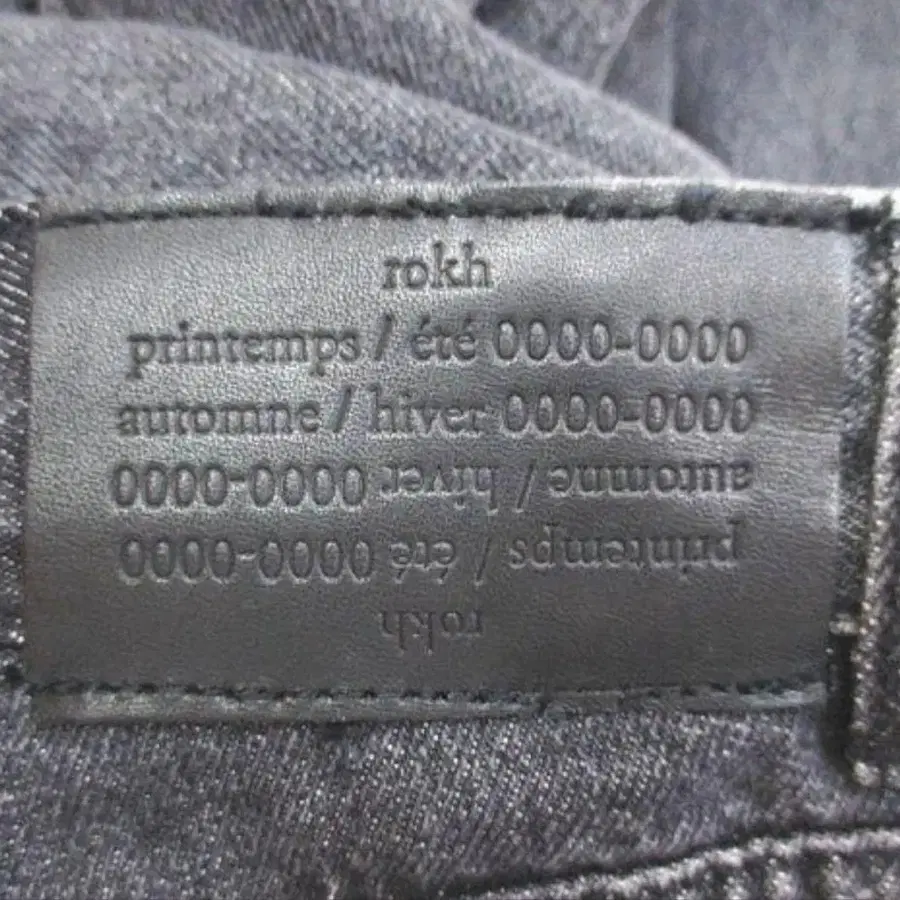 rokh
printemps / été 0000-0000
automne / hiver 0000-0000
automne / hiver 0000-0000
printemps / été 0000-0000
rokh